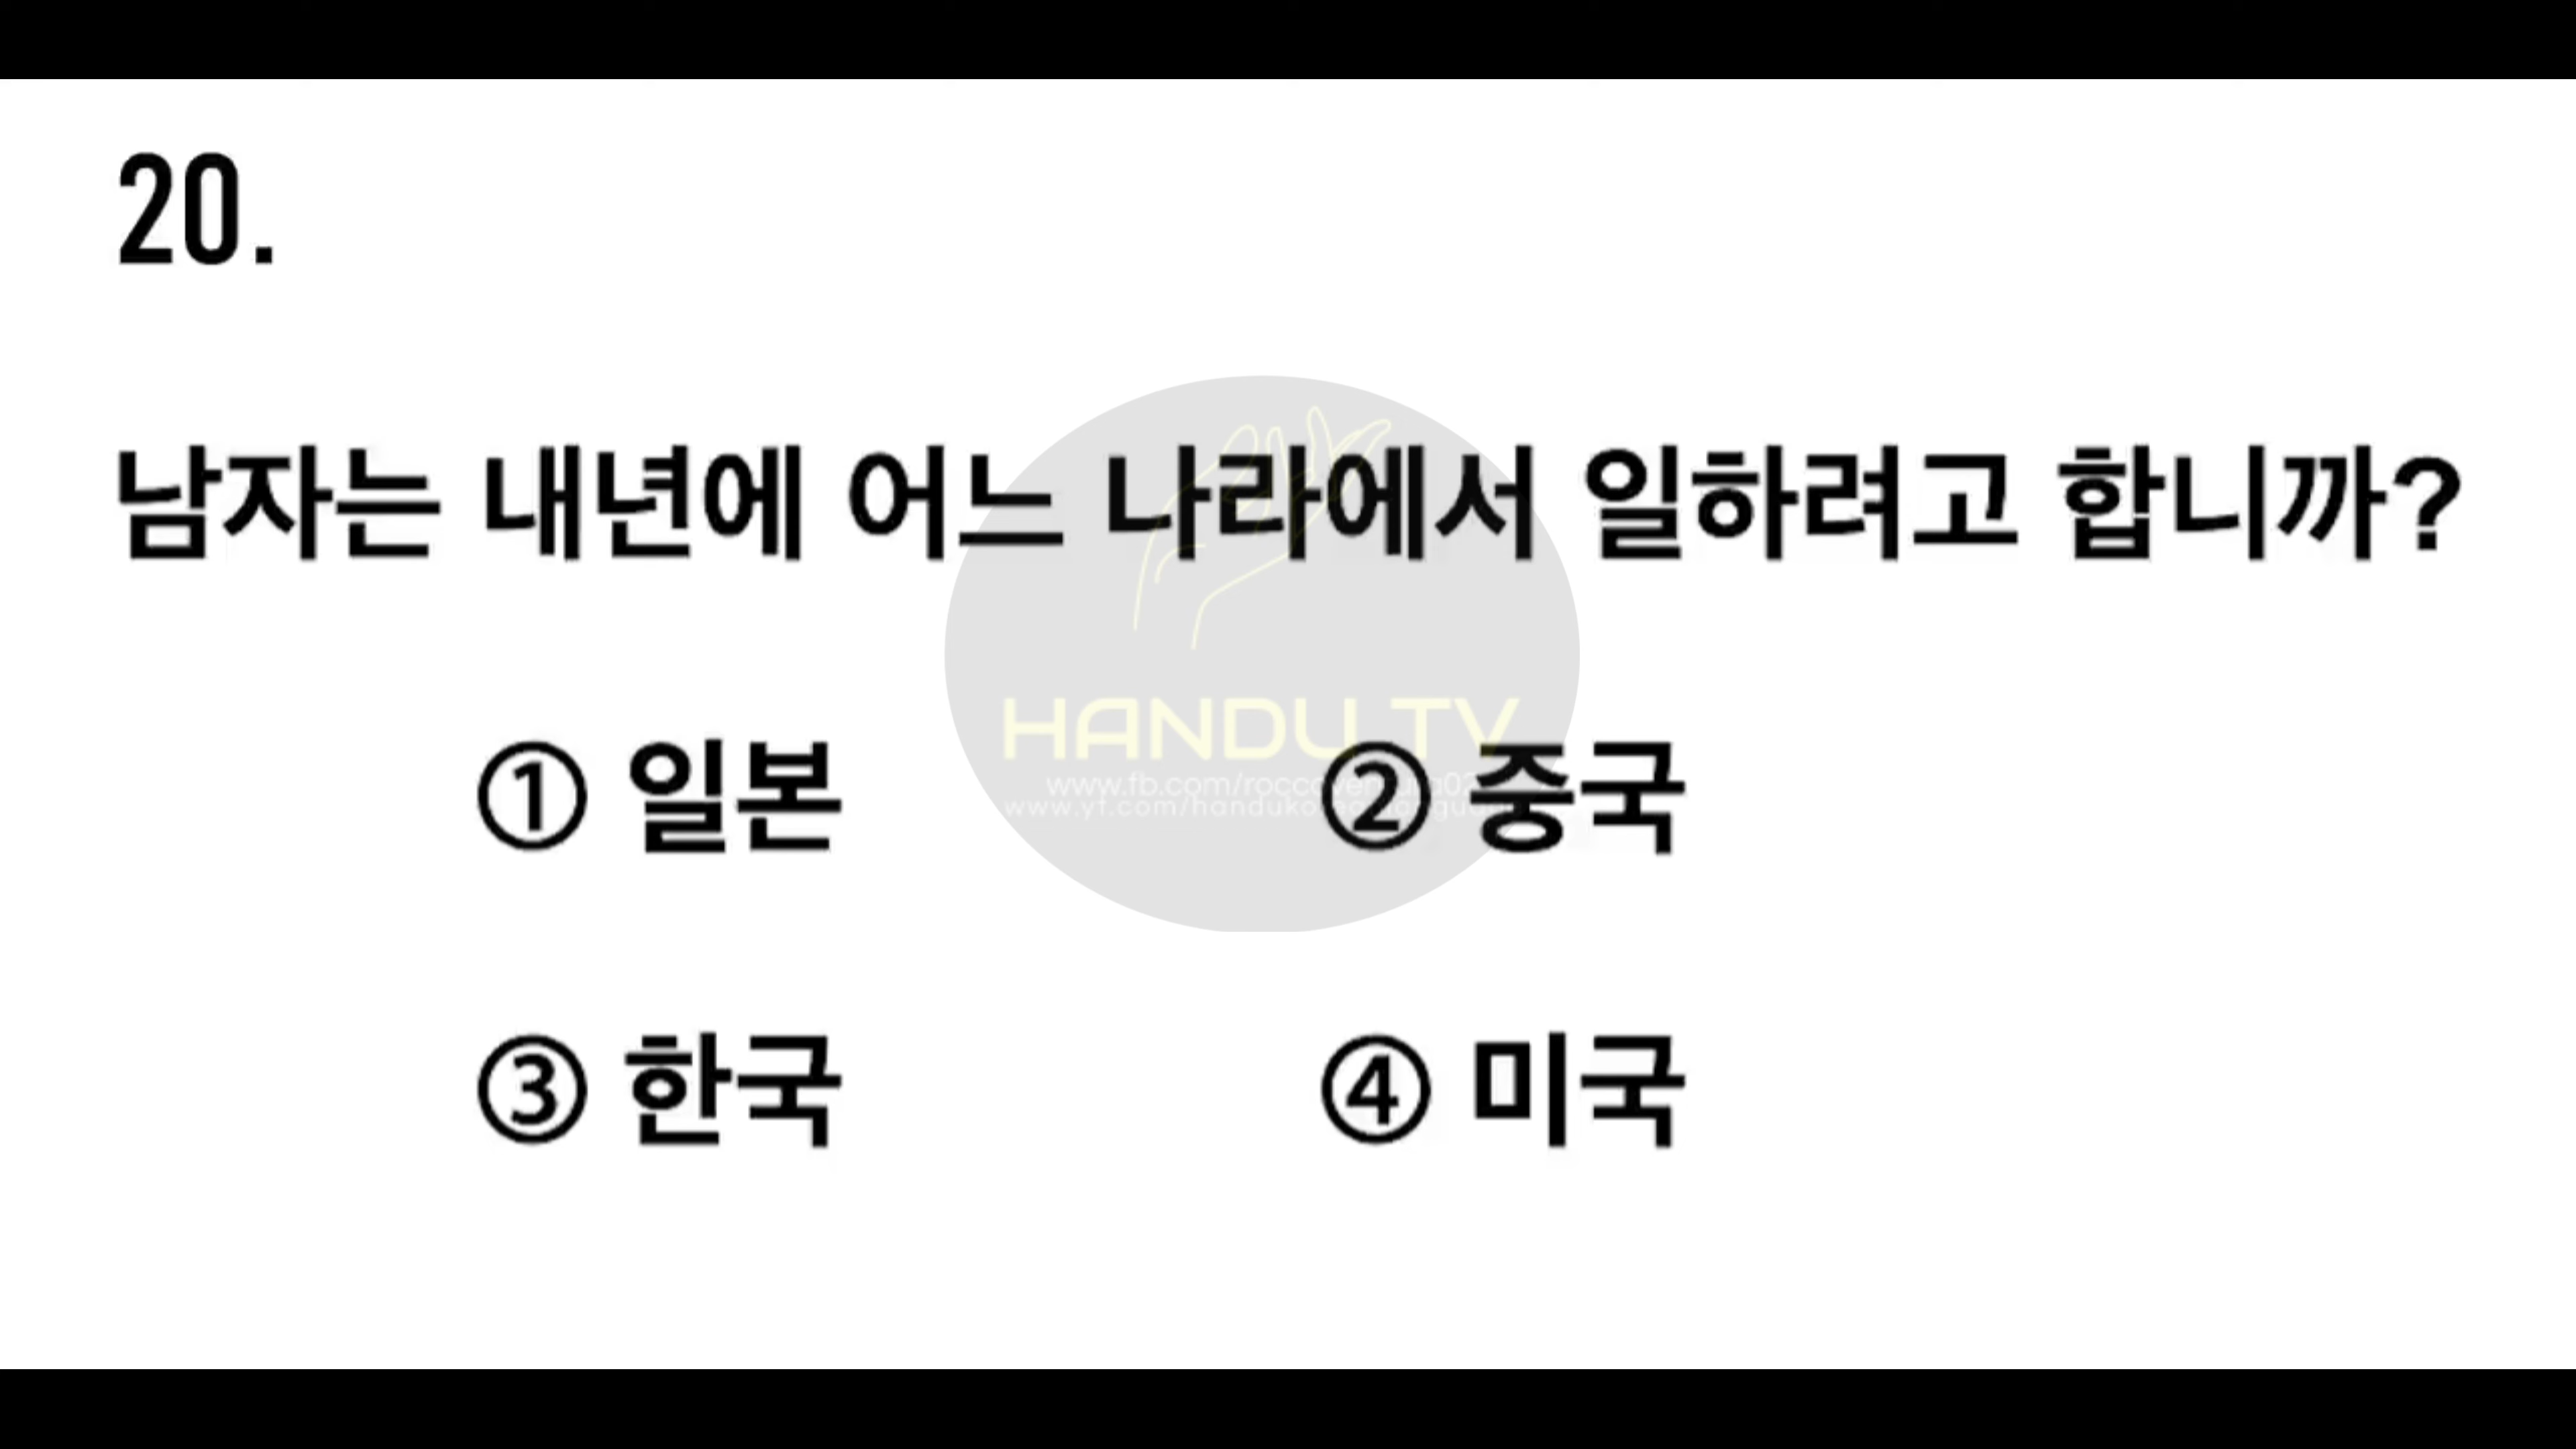 20.
남자는 내년에 어느 나라에서 일하려고 합니까?
HANDU TV
① 일본 ② 중국
③ 한국 ④ 미국